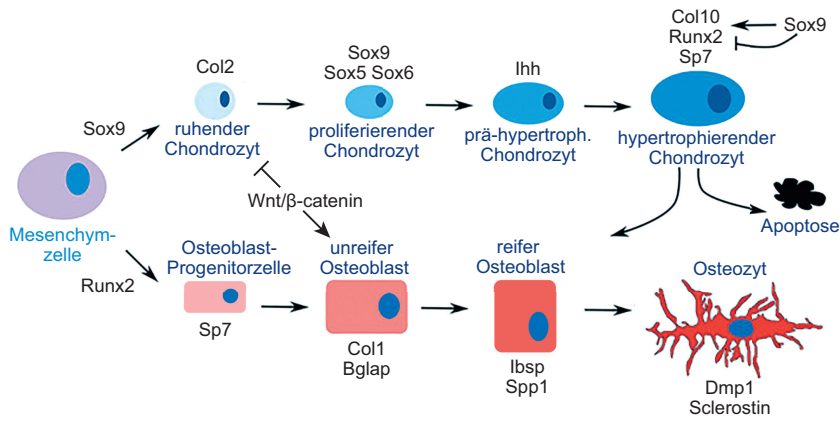 Col10
Runx2
Sp7
Sox9
Col2
Sox9
Sox5 Sox6
Ihh
Sox9
ruhender
Chondrozyt
proliferierender
Chondrozyt
prä-hypertroph.
Chondrozyt
hypertrophierender
Chondrozyt
Mesenchym-
zelle
Wnt/β-catenin
Apoptose
Runx2
Osteoblast-
Progenitorzelle
unreifer
Osteoblast
reifer
Osteoblast
Osteozyt
Sp7
Col1
Bglap
Ibsp
Spp1
Dmp1
Sclerostin